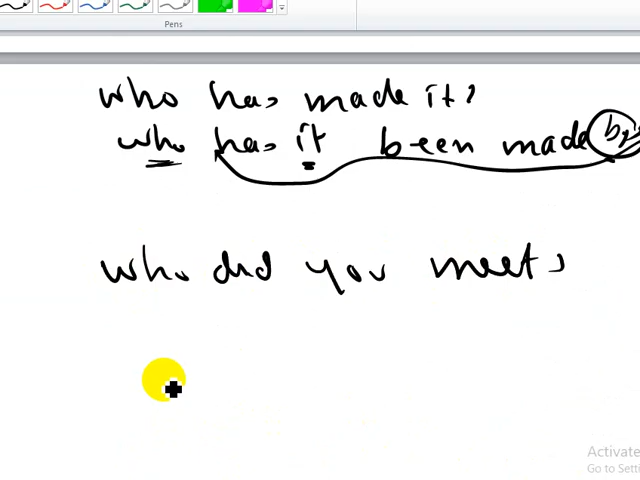 Pens
who has made it?
who has it been made by
who did you meet?
Activate
Go to Setti